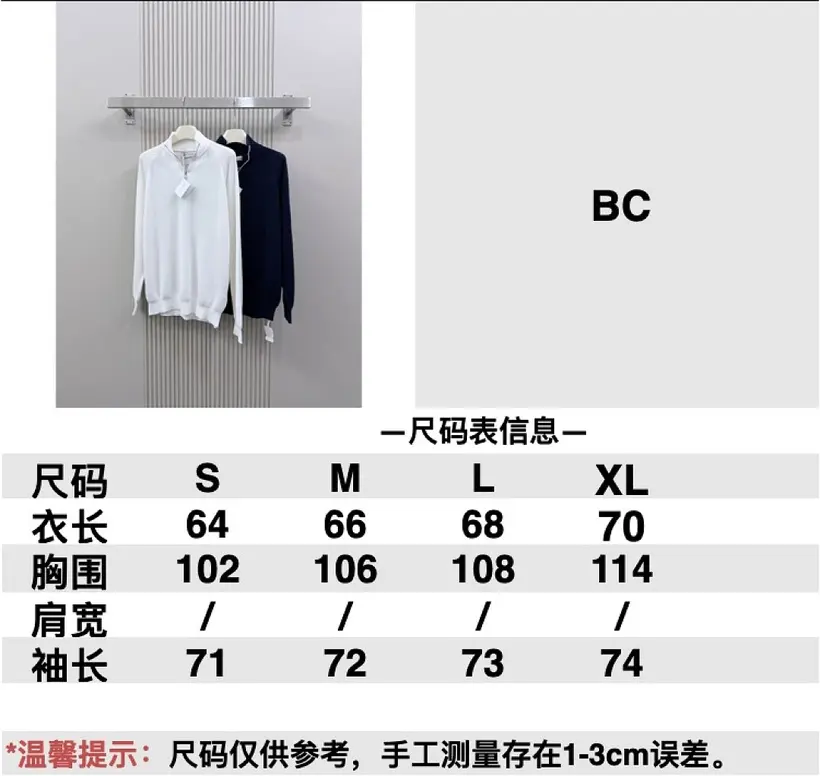 BC
—尺码表信息—
尺码 S M L XL
衣长 64 66 68 70
胸围 102 106 108 114
肩宽 / / / /
袖长 71 72 73 74
*温馨提示：尺码仅供参考，手工测量存在1-3cm误差。